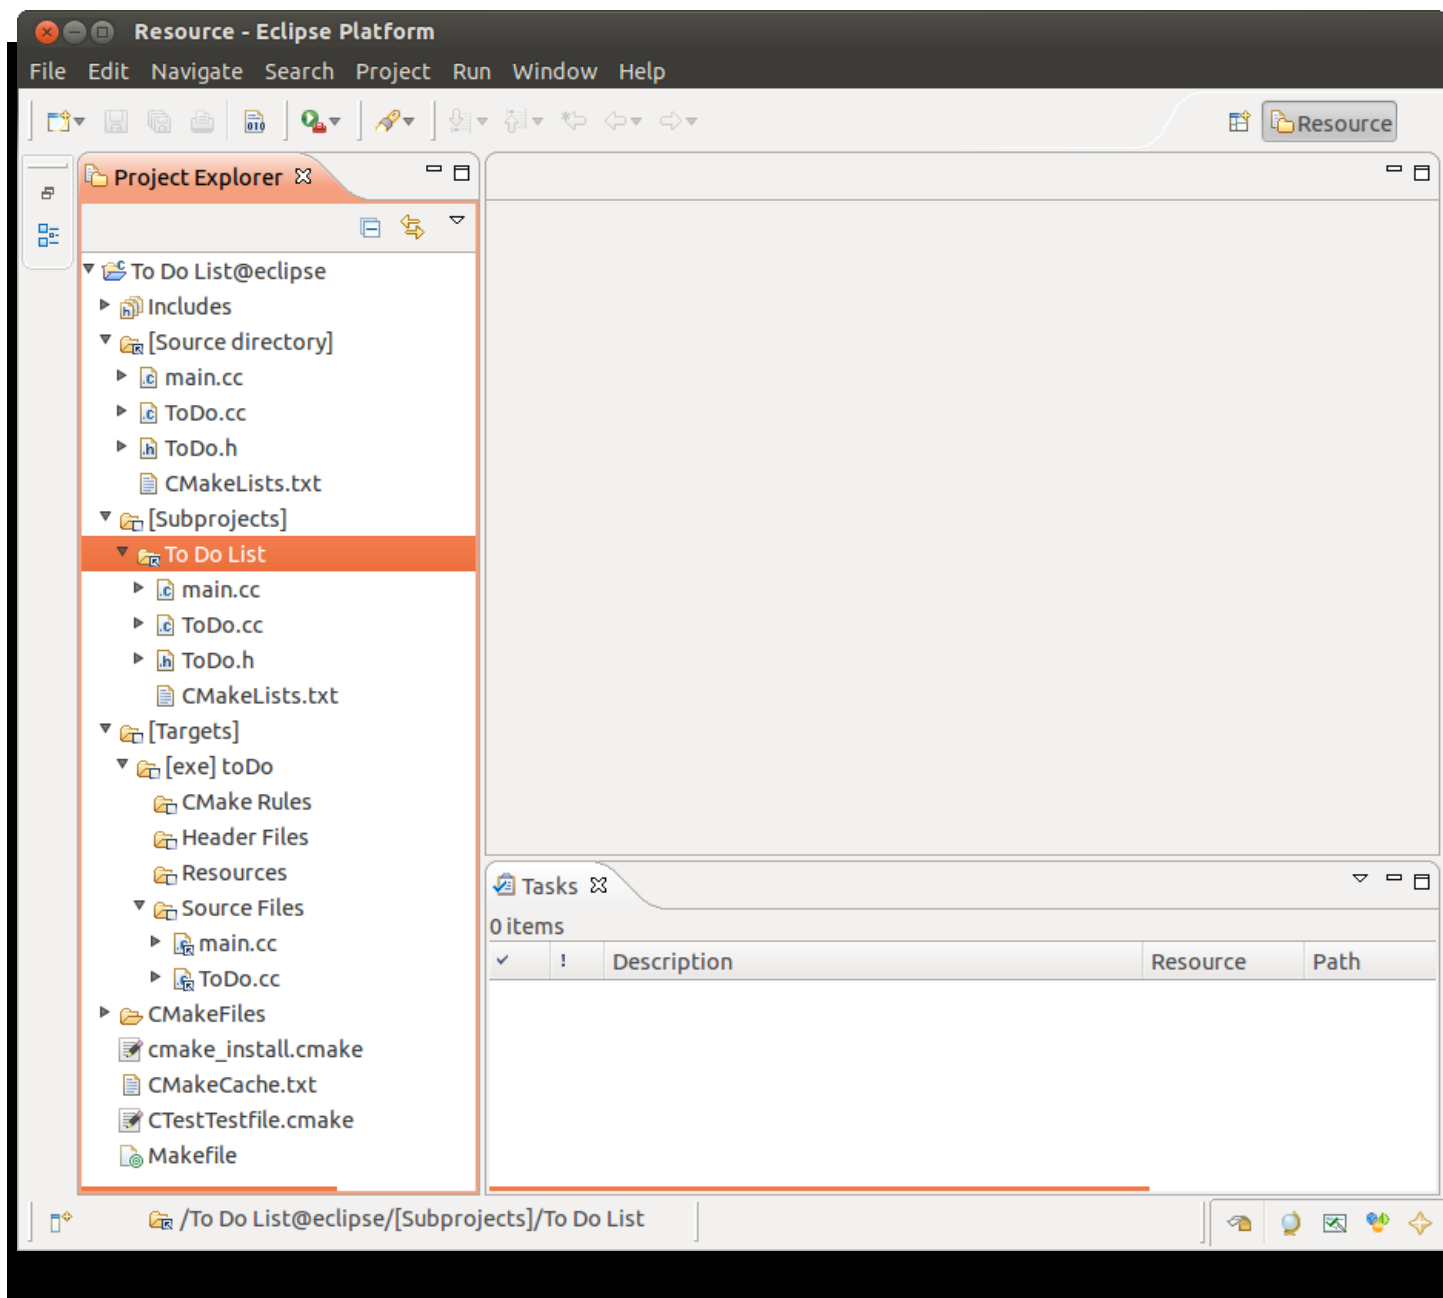 Resource - Eclipse Platform
File Edit Navigate Search Project Run Window Help
010
Resource
Project Explorer
To Do List@eclipse
Includes
[Source directory]
main.cc
ToDo.cc
ToDo.h
CMakeLists.txt
[Subprojects]
To Do List
main.cc
ToDo.cc
ToDo.h
CMakeLists.txt
[Targets]
[exe] toDo
CMake Rules
Header Files
Resources
Source Files
main.cc
ToDo.cc
CMakeFiles
cmake_install.cmake
CMakeCache.txt
CTestTestfile.cmake
Makefile
Tasks
0 items
! Description Resource Path
/To Do List@eclipse/[Subprojects]/To Do List